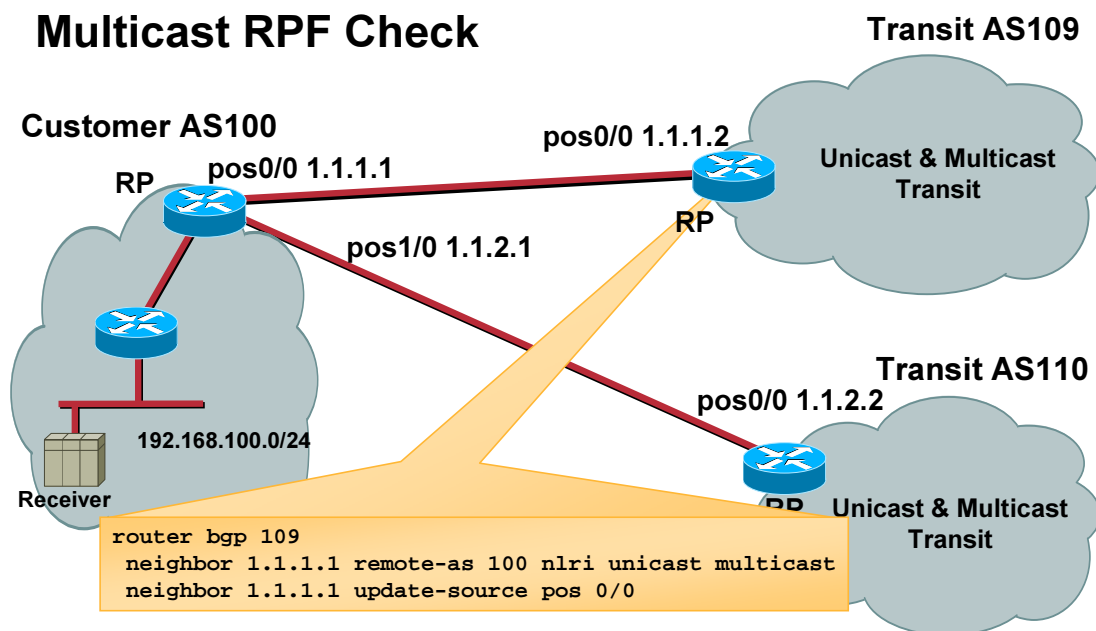 Multicast RPF Check
Transit AS109
Customer AS100
pos0/0 1.1.1.2
pos0/0 1.1.1.1
RP
Unicast & Multicast
Transit
RP
pos1/0 1.1.2.1
Transit AS110
pos0/0 1.1.2.2
192.168.100.0/24
Receiver
RP
Unicast & Multicast
Transit
router bgp 109
neighbor 1.1.1.1 remote-as 100 nlri unicast multicast
neighbor 1.1.1.1 update-source pos 0/0